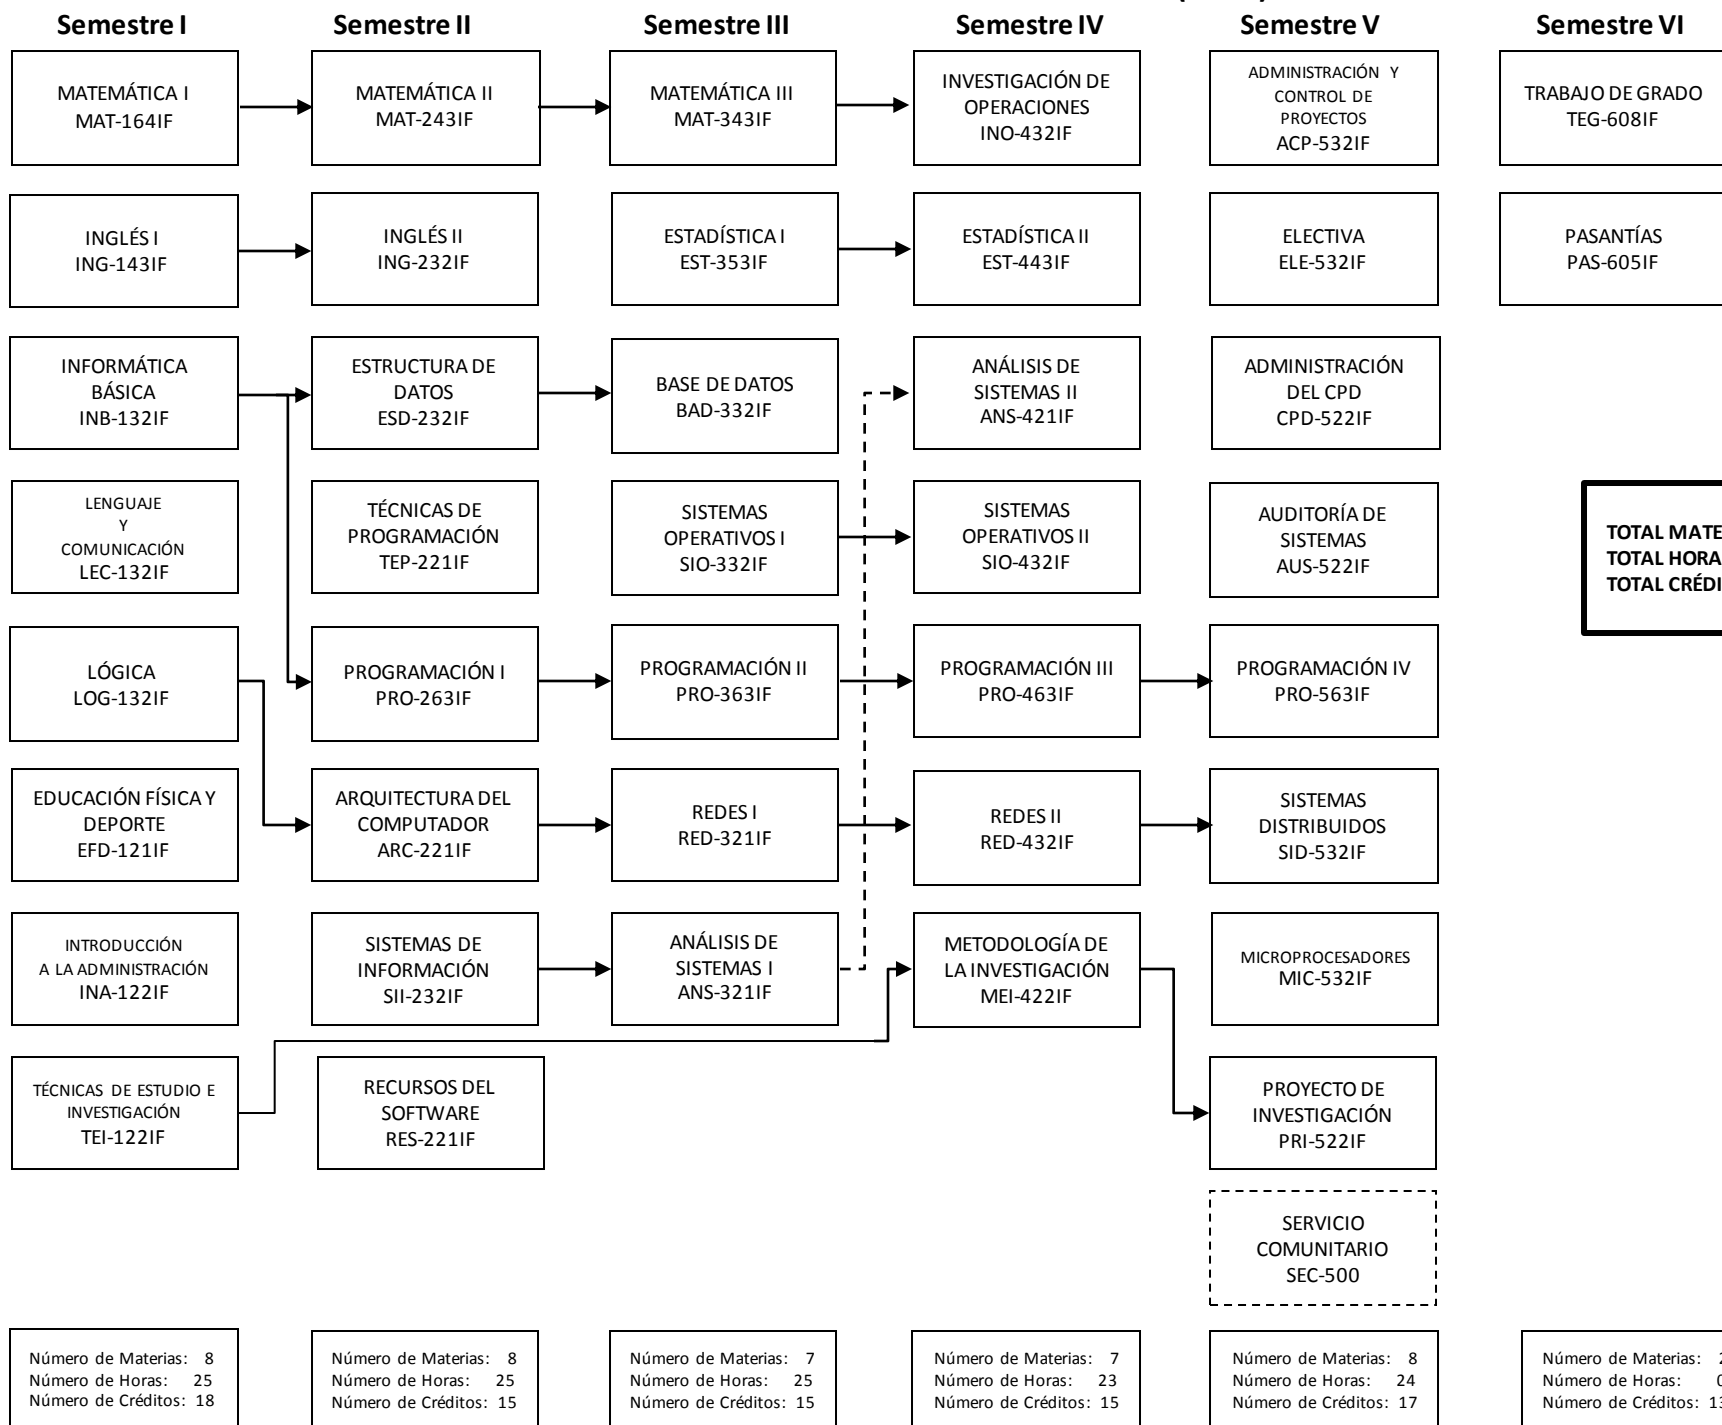 Semestre I
Semestre II
Semestre III
Semestre IV
Semestre V
Semestre VI
MATEMÁTICA I
MAT-164IF
MATEMÁTICA II
MAT-243IF
MATEMÁTICA III
MAT-343IF
INVESTIGACIÓN DE
OPERACIONES
INO-432IF
ADMINISTRACIÓN Y
CONTROL DE
PROYECTOS
ACP-532IF
TRABAJO DE GRADO
TEG-608IF
INGLÉS I
ING-143IF
INGLÉS II
ING-232IF
ESTADÍSTICA I
EST-353IF
ESTADÍSTICA II
EST-443IF
ELECTIVA
ELE-532IF
PASANTÍAS
PAS-605IF
INFORMÁTICA
BÁSICA
INB-132IF
ESTRUCTURA DE
DATOS
ESD-232IF
BASE DE DATOS
BAD-332IF
ANÁLISIS DE
SISTEMAS II
ANS-421IF
ADMINISTRACIÓN
DEL CPD
CPD-522IF
LENGUAJE
Y
COMUNICACIÓN
LEC-132IF
TÉCNICAS DE
PROGRAMACIÓN
TEP-221IF
SISTEMAS
OPERATIVOS I
SIO-332IF
SISTEMAS
OPERATIVOS II
SIO-432IF
AUDITORÍA DE
SISTEMAS
AUS-522IF
TOTAL MATE
TOTAL HORA
TOTAL CRÉDI
LÓGICA
LOG-132IF
PROGRAMACIÓN I
PRO-263IF
PROGRAMACIÓN II
PRO-363IF
PROGRAMACIÓN III
PRO-463IF
PROGRAMACIÓN IV
PRO-563IF
EDUCACIÓN FÍSICA Y
DEPORTE
EFD-121IF
ARQUITECTURA DEL
COMPUTADOR
ARC-221IF
REDES I
RED-321IF
REDES II
RED-432IF
SISTEMAS
DISTRIBUIDOS
SID-532IF
INTRODUCCIÓN
A LA ADMINISTRACIÓN
INA-122IF
SISTEMAS DE
INFORMACIÓN
SII-232IF
ANÁLISIS DE
SISTEMAS I
ANS-321IF
METODOLOGÍA DE
LA INVESTIGACIÓN
MEI-422IF
MICROPROCESADORES
MIC-532IF
TÉCNICAS DE ESTUDIO E
INVESTIGACIÓN
TEI-122IF
RECURSOS DEL
SOFTWARE
RES-221IF
PROYECTO DE
INVESTIGACIÓN
PRI-522IF
SERVICIO
COMUNITARIO
SEC-500
Número de Materias: 8
Número de Horas: 25
Número de Créditos: 18
Número de Materias: 8
Número de Horas: 25
Número de Créditos: 15
Número de Materias: 7
Número de Horas: 25
Número de Créditos: 15
Número de Materias: 7
Número de Horas: 23
Número de Créditos: 15
Número de Materias: 8
Número de Horas: 24
Número de Créditos: 17
Número de Materias: 2
Número de Horas: 0
Número de Créditos: 13